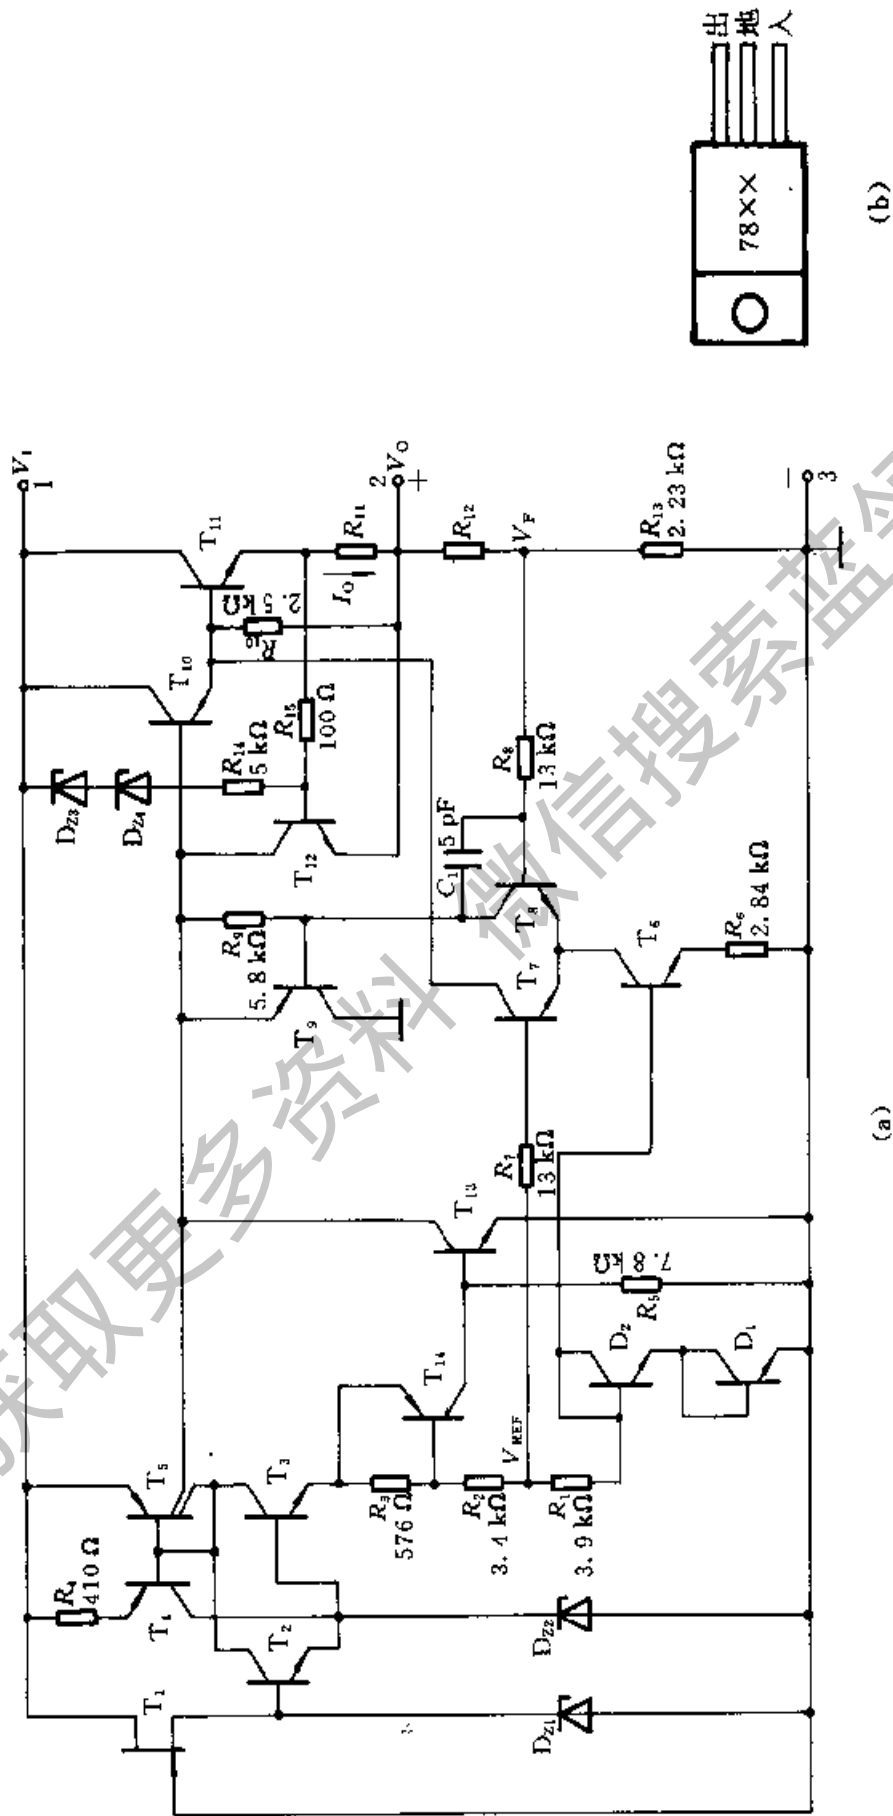 V_I
1
T_1
R_4
410 Ω
T_4
T_5
T_2
T_3
D_Z1
D_Z2
R_3
576 Ω
R_2
3.4 kΩ
V_REF
R_1
3.9 kΩ
T_14
T_13
R_5
7.8 kΩ
D_2
D_1
R_7
13 kΩ
T_9
R_9
5.8 kΩ
T_7
T_8
C_1
5 pF
T_6
R_6
2.84 kΩ
R_8
13 kΩ
T_12
D_Z3
D_Z4
R_14
5 kΩ
R_15
100 Ω
T_10
R_10
2.5 kΩ
T_11
I_O
R_11
2
V_O
+
R_12
V_F
R_13
2.23 kΩ
−
3
(a)
78××
出
地
入
(b)
获取更多资料 微信搜索蓝领